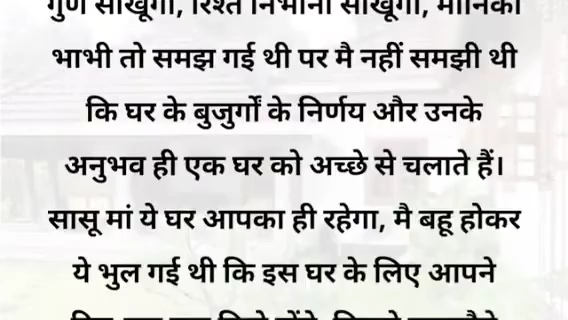 गुण सीखूंगी, रिश्ते निभाना सीखूंगी, मोनिका
भाभी तो समझ गई थी पर मै नहीं समझी थी
कि घर के बुजुर्गों के निर्णय और उनके
अनुभव ही एक घर को अच्छे से चलाते हैं।
सासू मां ये घर आपका ही रहेगा, मै बहू होकर
ये भुल गई थी कि इस घर के लिए आपने